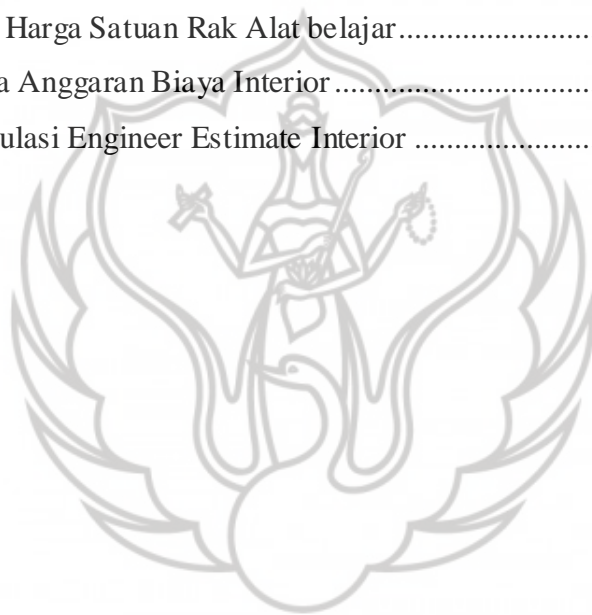 Harga Satuan Rak Alat belajar.......................
a Anggaran Biaya Interior ..............................
ulasi Engineer Estimate Interior .....................